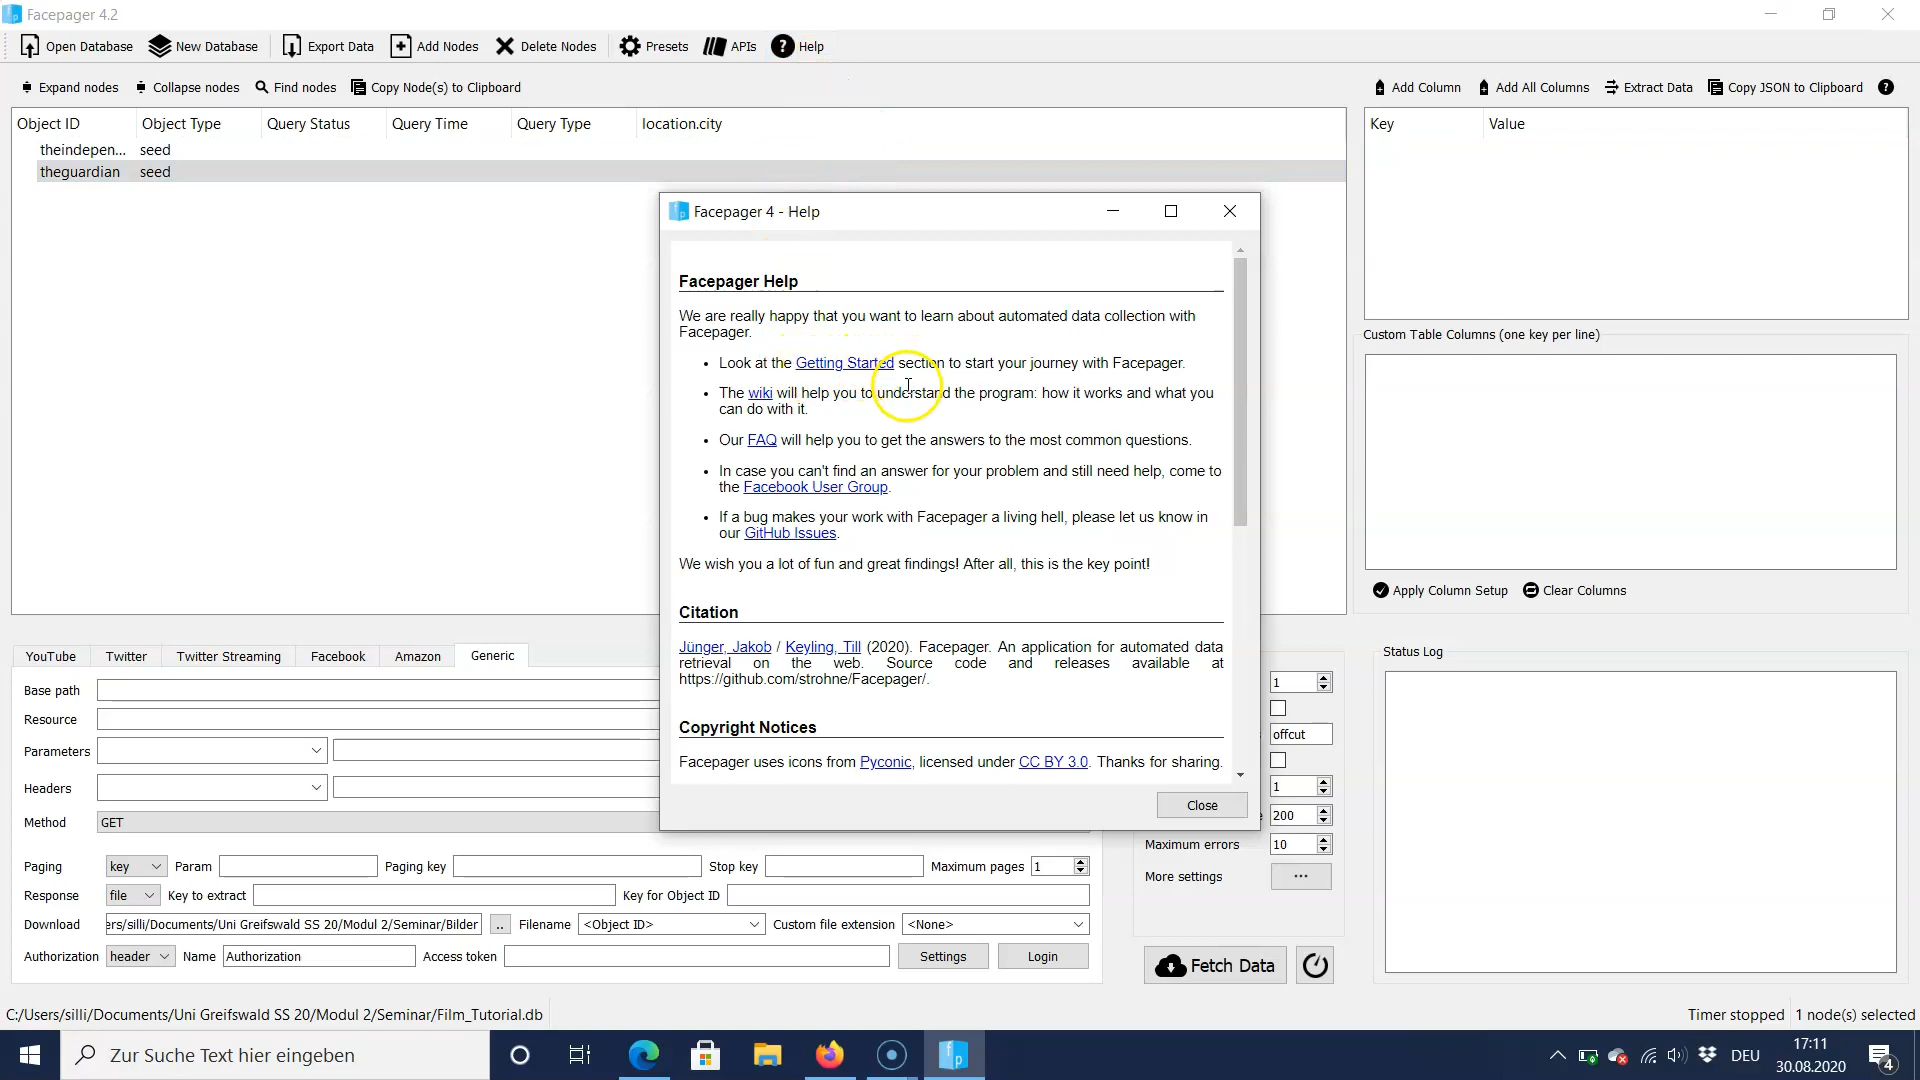 Facepager 4.2
Open Database New Database Export Data Add Nodes Delete Nodes Presets APIs Help
Expand nodes Collapse nodes Find nodes Copy Node(s) to Clipboard Add Column Add All Columns Extract Data Copy JSON to Clipboard
Object ID Object Type Query Status Query Time Query Type location.city Key Value
theindepen... seed
theguardian seed
Facepager 4 - Help
Facepager Help
We are really happy that you want to learn about automated data collection with
Facepager.
Look at the Getting Started section to start your journey with Facepager.
The wiki will help you to understand the program: how it works and what you
can do with it.
Our FAQ will help you to get the answers to the most common questions.
In case you can't find an answer for your problem and still need help, come to
the Facebook User Group.
If a bug makes your work with Facepager a living hell, please let us know in
our GitHub Issues.
We wish you a lot of fun and great findings! After all, this is the key point!
Citation
Jünger, Jakob / Keyling, Till (2020). Facepager. An application for automated data
retrieval on the web. Source code and releases available at
https://github.com/strohne/Facepager/.
Copyright Notices
Facepager uses icons from Pyconic, licensed under CC BY 3.0. Thanks for sharing.
Close
Custom Table Columns (one key per line)
Apply Column Setup Clear Columns
YouTube Twitter Twitter Streaming Facebook Amazon Generic
Base path
Resource
Parameters
Headers
Method GET
Paging key Param Paging key Stop key Maximum pages 1
Response file Key to extract Key for Object ID
Download ers/silli/Documents/Uni Greifswald SS 20/Modul 2/Seminar/Bilder .. Filename <Object ID> Custom file extension <None>
Authorization header Name Authorization Access token Settings Login
1
offcut
1
200
Maximum errors 10
More settings ...
Fetch Data
Status Log
C:/Users/silli/Documents/Uni Greifswald SS 20/Modul 2/Seminar/Film_Tutorial.db Timer stopped 1 node(s) selected
Zur Suche Text hier eingeben
DEU
17:11
30.08.2020
4